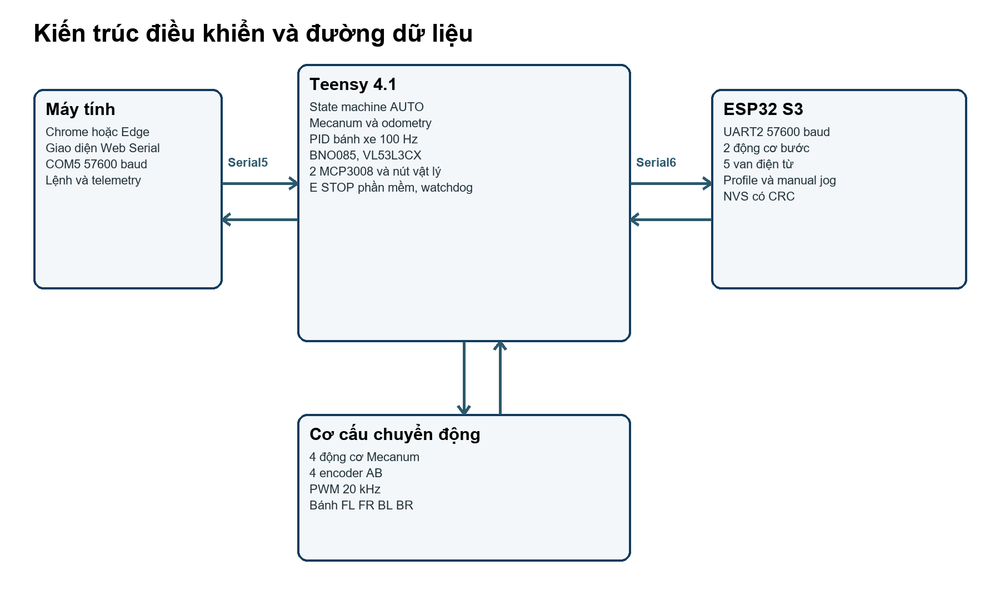 Kiến trúc điều khiển và đường dữ liệu
Máy tính
Chrome hoặc Edge
Giao diện Web Serial
COM5 57600 baud
Lệnh và telemetry
Serial5
Teensy 4.1
State machine AUTO
Mecanum và odometry
PID bánh xe 100 Hz
BNO085, VL53L3CX
2 MCP3008 và nút vật lý
E STOP phần mềm, watchdog
Serial6
ESP32 S3
UART2 57600 baud
2 động cơ bước
5 van điện từ
Profile và manual jog
NVS có CRC
Cơ cấu chuyển động
4 động cơ Mecanum
4 encoder AB
PWM 20 kHz
Bánh FL FR BL BR